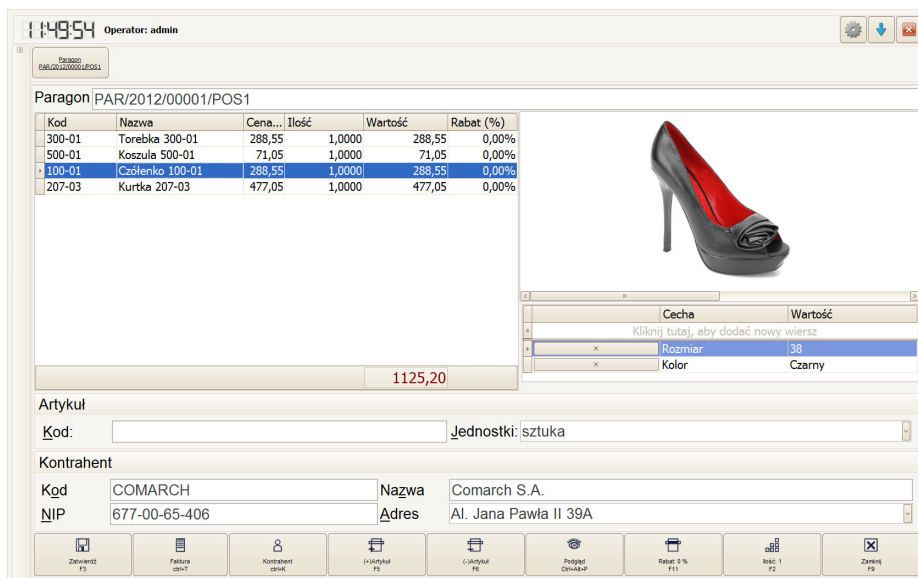 11:49:54 Operator: admin
Paragon
PAR/2012/00001/POS1
Paragon PAR/2012/00001/POS1
Kod Nazwa Cena... Ilość Wartość Rabat (%)
300-01 Torebka 300-01 288,55 1,0000 288,55 0,00%
500-01 Koszula 500-01 71,05 1,0000 71,05 0,00%
100-01 Czółenko 100-01 288,55 1,0000 288,55 0,00%
207-03 Kurtka 207-03 477,05 1,0000 477,05 0,00%
1125,20
Cecha Wartość
Kliknij tutaj, aby dodać nowy wiersz
Rozmiar 38
Kolor Czarny
Artykuł
Kod: Jednostki: sztuka
Kontrahent
Kod COMARCH Nazwa Comarch S.A.
NIP 677-00-65-406 Adres Al. Jana Pawła II 39A
Zatwierdź Faktura Kontrahent (+)Artykuł (-)Artykuł Podgląd Rabat: 0 % Ilość: 1 Zamknij
F3 ctrl+T ctrl+K F5 F6 Ctrl+Alt+P F11 F2 F9